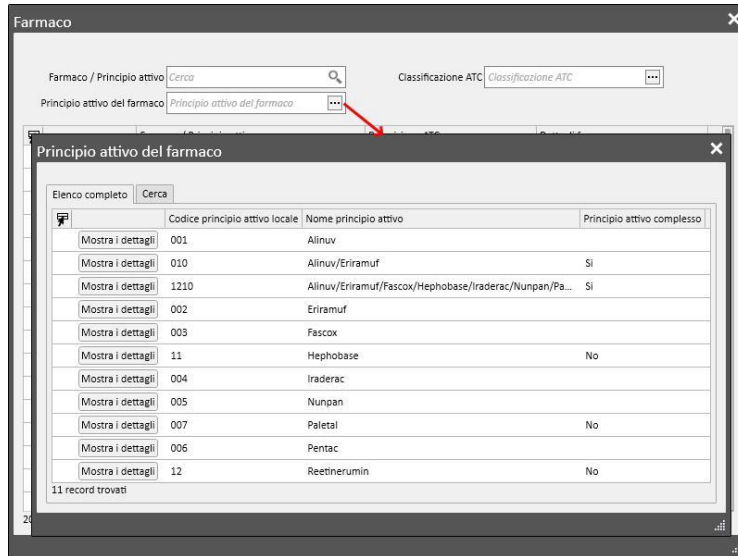 Farmaco
Farmaco / Principio attivo Cerca Classificazione ATC Classificazione ATC ...
Principio attivo del farmaco Principio attivo del farmaco ...
Principio attivo del farmaco
Elenco completo Cerca
Codice principio attivo locale Nome principio attivo Principio attivo complesso
Mostra i dettagli 001 Alinuv
Mostra i dettagli 010 Alinuv/Eriramuf Si
Mostra i dettagli 1210 Alinuv/Eriramuf/Fascox/Hephobase/Iraderac/Nunpan/Pa... Si
Mostra i dettagli 002 Eriramuf
Mostra i dettagli 003 Fascox
Mostra i dettagli 11 Hephobase No
Mostra i dettagli 004 Iraderac
Mostra i dettagli 005 Nunpan
Mostra i dettagli 007 Paletal No
Mostra i dettagli 006 Pentac
Mostra i dettagli 12 Reetinerumin No
11 record trovati